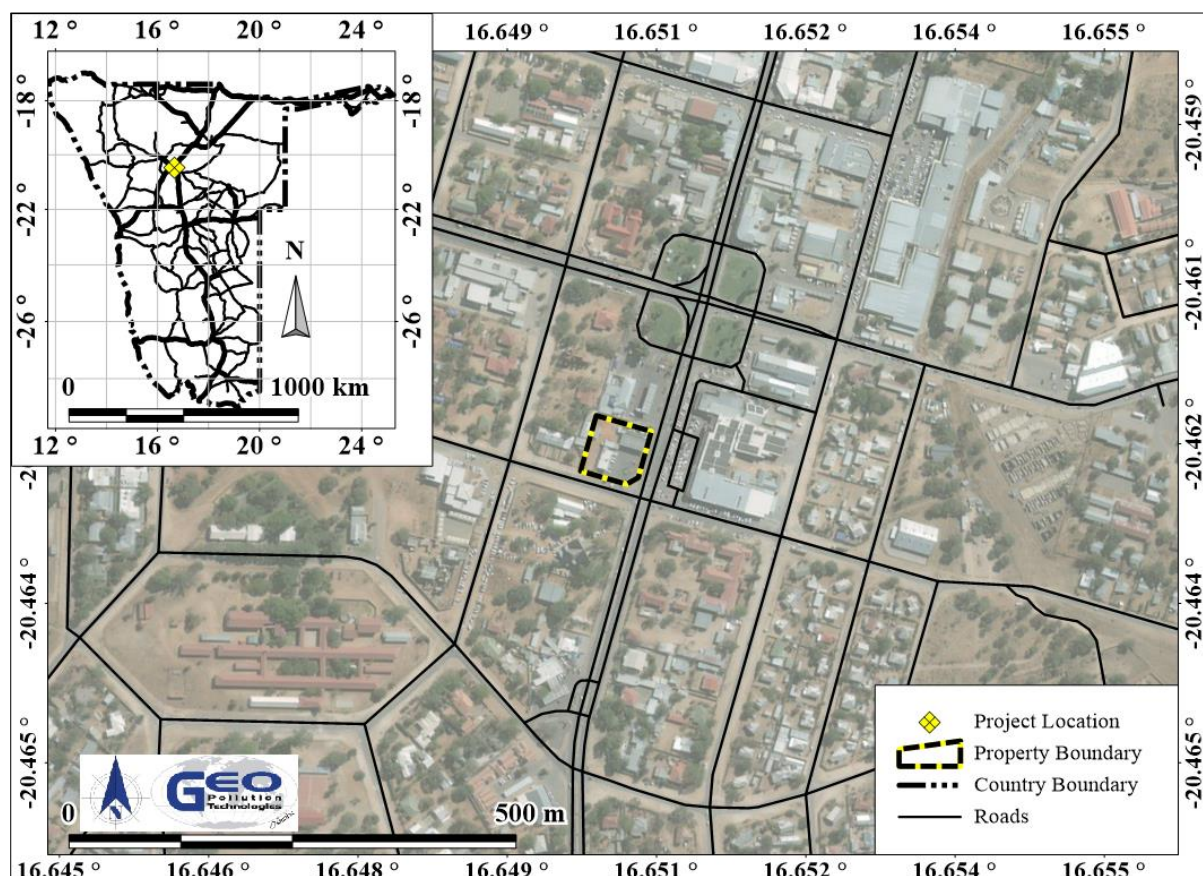 12 ° 16 ° 20 ° 24 °
16.649 ° 16.651 ° 16.652 ° 16.654 ° 16.655 °
-18 °
-22 °
-26 °
-18 °
-22 °
-26 °
N
0 1000 km
12 ° 16 ° 20 ° 24 °
-20.459 °
-20.461 °
-20.462 °
-20.464 °
-20.465 °
-2
-20.464 °
-20.465 °
Project Location
Property Boundary
Country Boundary
Roads
N
GEO
Pollution
Technologies
0 500 m
16.645 ° 16.646 ° 16.648 ° 16.649 ° 16.651 ° 16.652 ° 16.654 ° 16.655 °